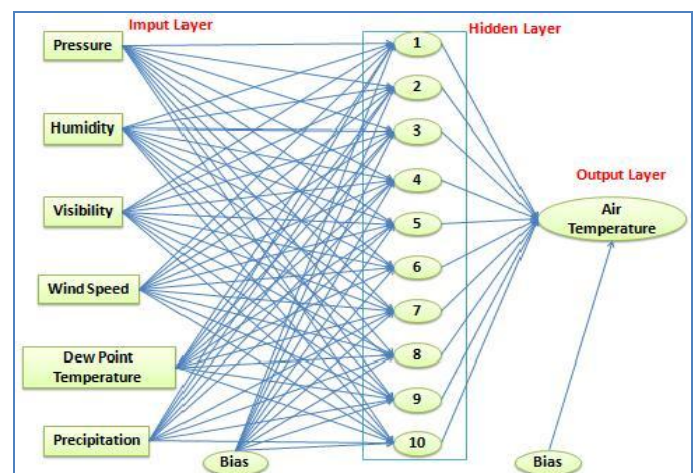 Imput Layer
Hidden Layer
Output Layer
Pressure
Humidity
Visibility
Wind Speed
Dew Point
Temperature
Precipitation
Bias
1
2
3
4
5
6
7
8
9
10
Air
Temperature
Bias